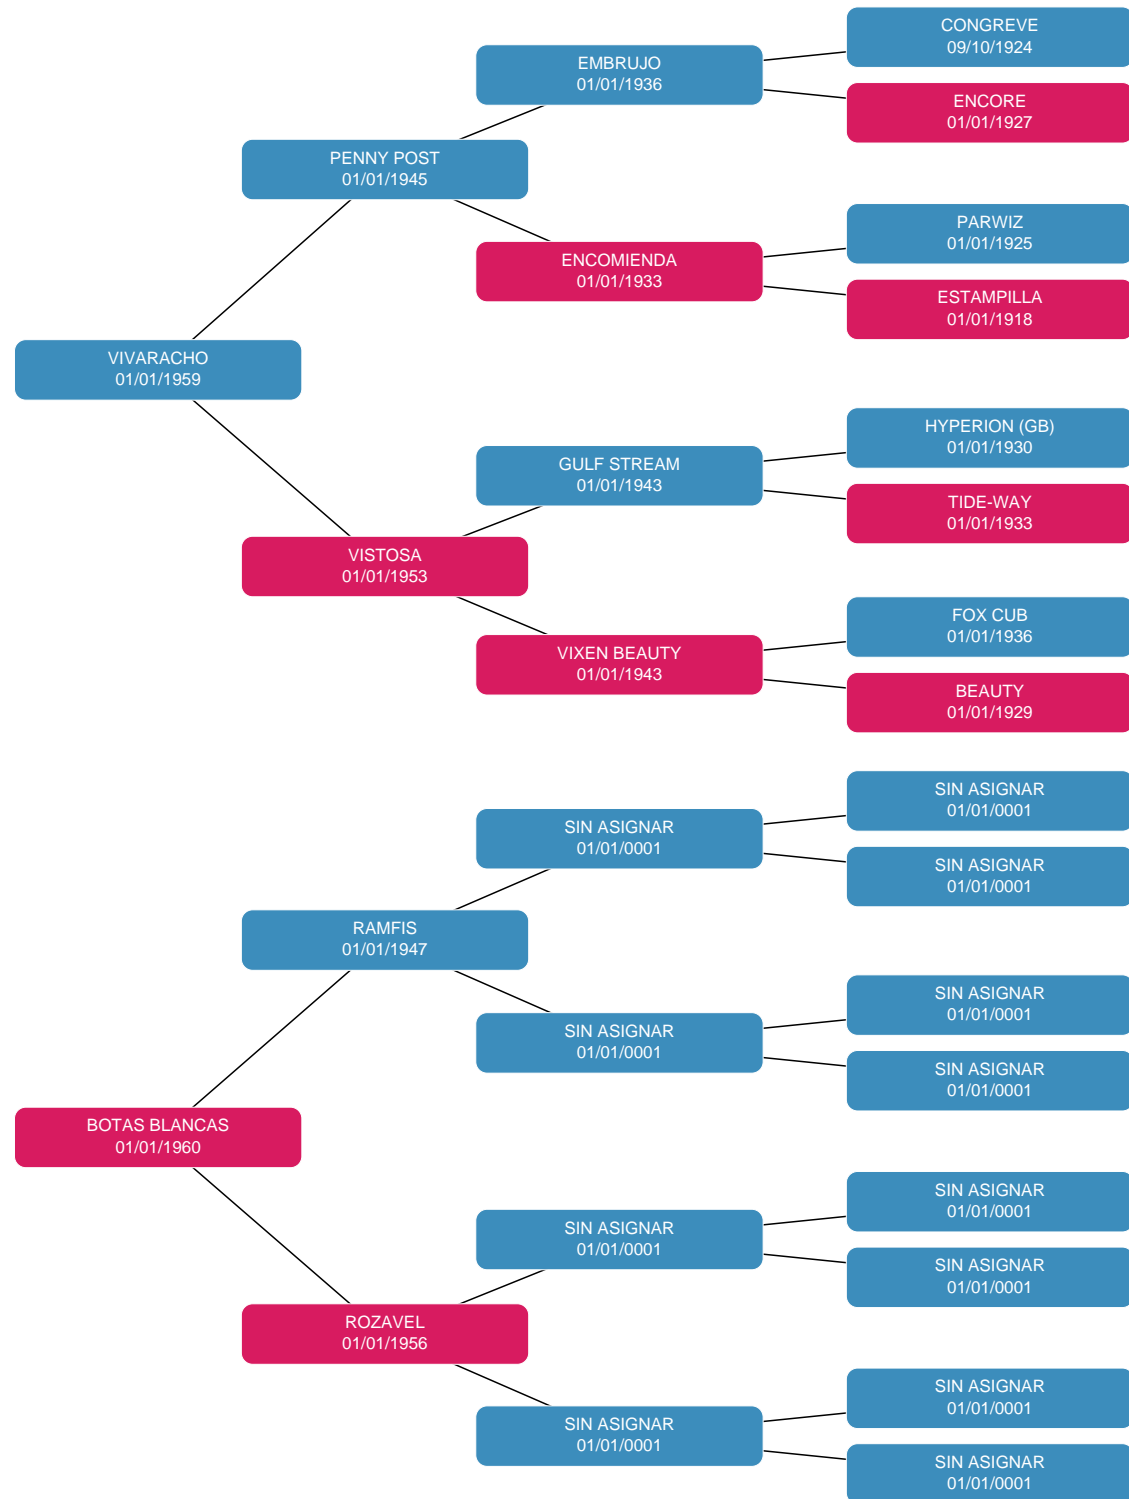 CONGREVE
09/10/1924
EMBRUJO
01/01/1936
ENCORE
01/01/1927
PENNY POST
01/01/1945
PARWIZ
01/01/1925
ENCOMIENDA
01/01/1933
ESTAMPILLA
01/01/1918
VIVARACHO
01/01/1959
HYPERION (GB)
01/01/1930
GULF STREAM
01/01/1943
TIDE-WAY
01/01/1933
VISTOSA
01/01/1953
FOX CUB
01/01/1936
VIXEN BEAUTY
01/01/1943
BEAUTY
01/01/1929
SIN ASIGNAR
01/01/0001
SIN ASIGNAR
01/01/0001
SIN ASIGNAR
01/01/0001
RAMFIS
01/01/1947
SIN ASIGNAR
01/01/0001
SIN ASIGNAR
01/01/0001
SIN ASIGNAR
01/01/0001
BOTAS BLANCAS
01/01/1960
SIN ASIGNAR
01/01/0001
SIN ASIGNAR
01/01/0001
SIN ASIGNAR
01/01/0001
ROZAVEL
01/01/1956
SIN ASIGNAR
01/01/0001
SIN ASIGNAR
01/01/0001
SIN ASIGNAR
01/01/0001